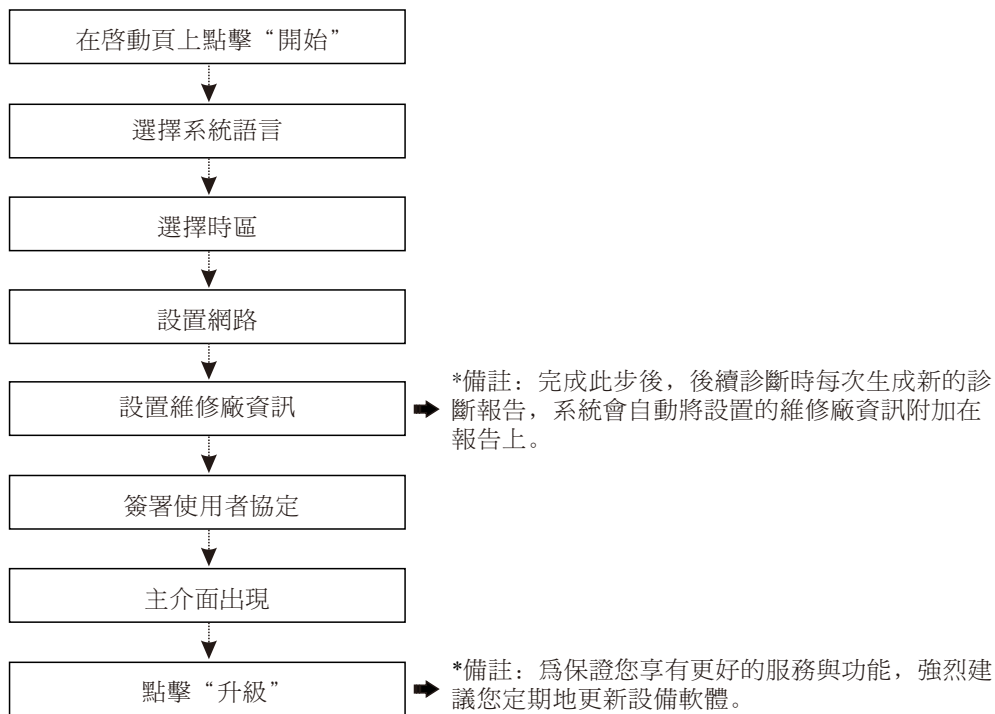 在啓動頁上點擊“開始”
選擇系統語言
選擇時區
設置網路
設置維修廠資訊
*備註：完成此步後，後續診斷時每次生成新的診
斷報告，系統會自動將設置的維修廠資訊附加在
報告上。
簽署使用者協定
主介面出現
點擊“升級”
*備註：爲保證您享有更好的服務與功能，強烈建
議您定期地更新設備軟體。